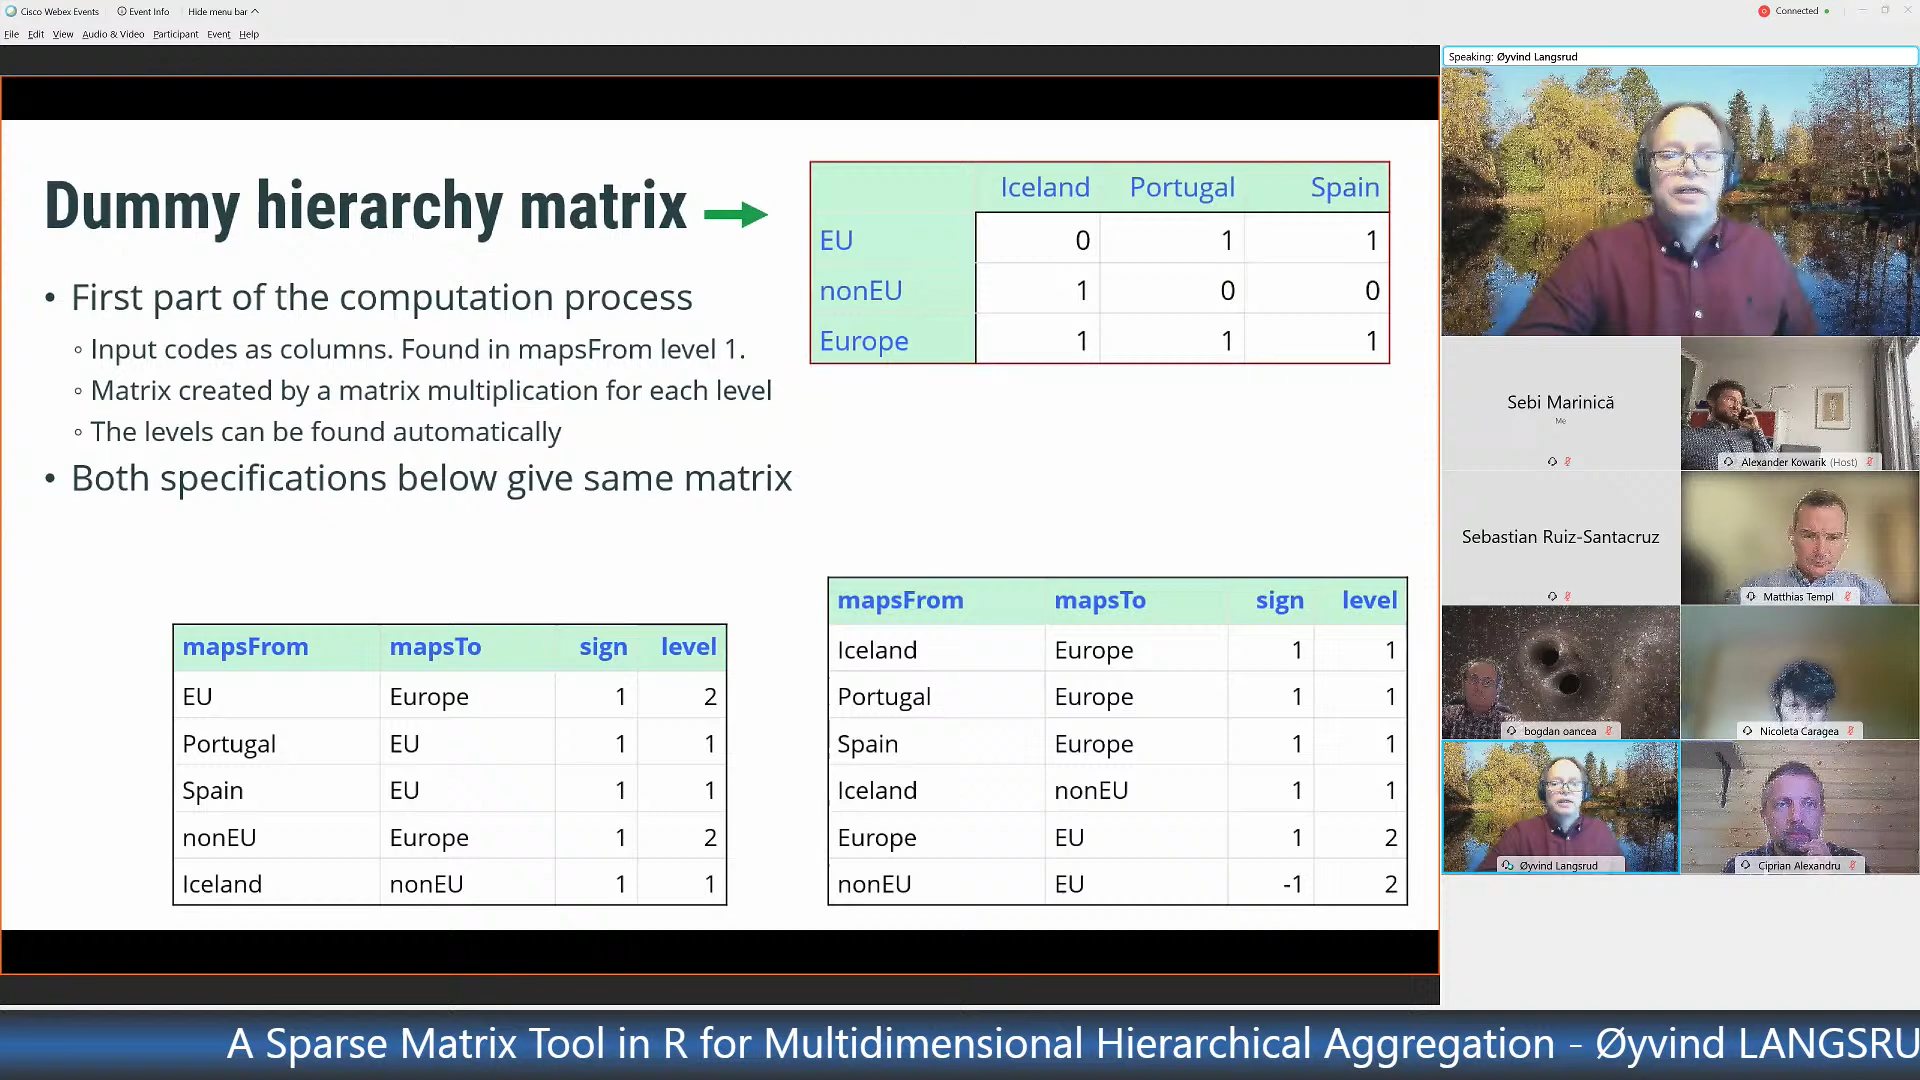 Cisco Webex Events Event Info Hide menu bar Connected
File Edit View Audio & Video Participant Event Help
Speaking: Øyvind Langsrud
Dummy hierarchy matrix
• First part of the computation process
◦ Input codes as columns. Found in mapsFrom level 1.
◦ Matrix created by a matrix multiplication for each level
◦ The levels can be found automatically
• Both specifications below give same matrix
Iceland Portugal Spain
EU 0 1 1
nonEU 1 0 0
Europe 1 1 1
mapsFrom mapsTo sign level
EU Europe 1 2
Portugal EU 1 1
Spain EU 1 1
nonEU Europe 1 2
Iceland nonEU 1 1
mapsFrom mapsTo sign level
Iceland Europe 1 1
Portugal Europe 1 1
Spain Europe 1 1
Iceland nonEU 1 1
Europe EU 1 2
nonEU EU -1 2
Sebi Marinică
Me
Alexander Kowarik (Host)
Sebastian Ruiz-Santacruz
Matthias Templ
bogdan oancea
Nicoleta Caragea
Øyvind Langsrud
Ciprian Alexandru
A Sparse Matrix Tool in R for Multidimensional Hierarchical Aggregation - Øyvind LANGSRU